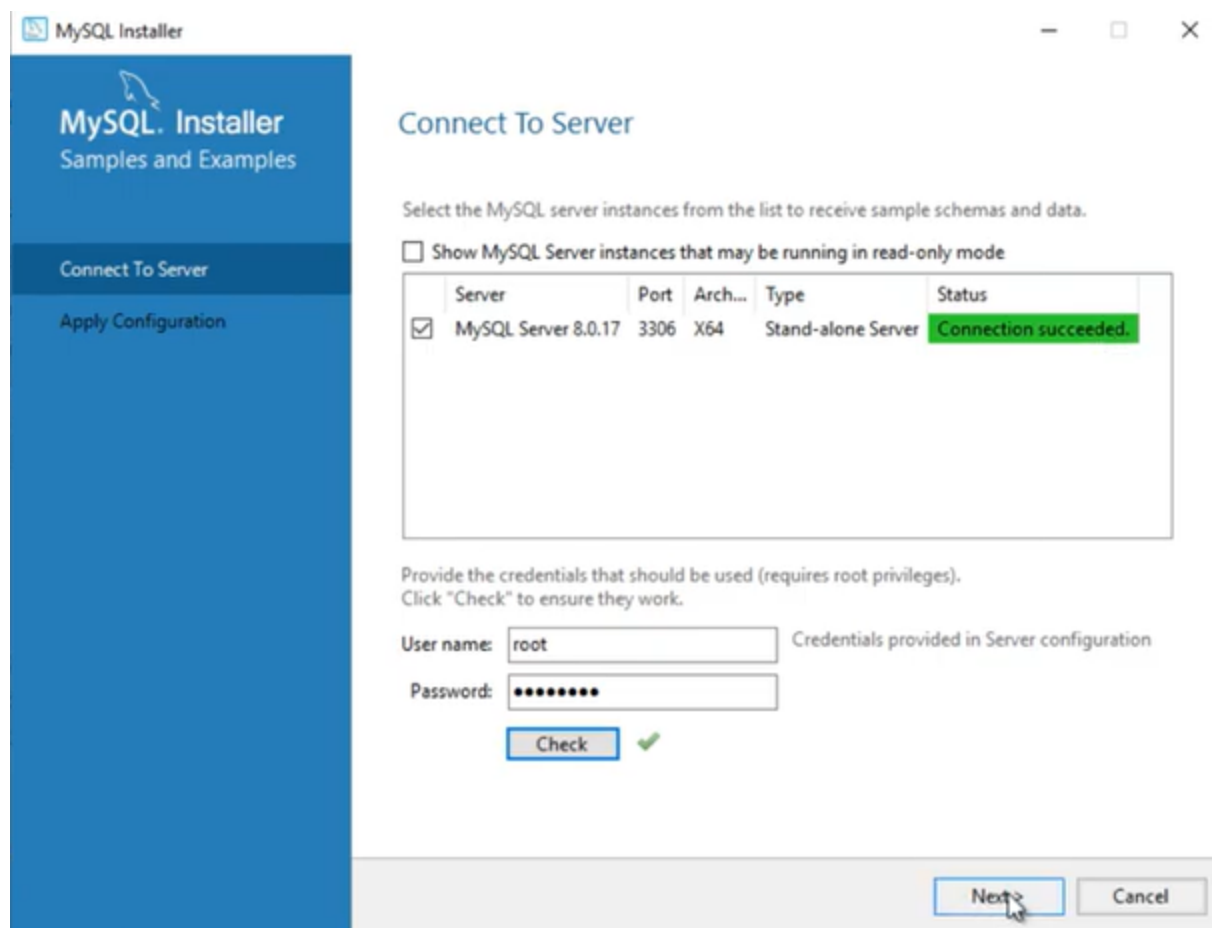 MySQL Installer
MySQL. Installer
Samples and Examples
Connect To Server
Apply Configuration
Connect To Server
Select the MySQL server instances from the list to receive sample schemas and data.
Show MySQL Server instances that may be running in read-only mode
Server Port Arch... Type Status
MySQL Server 8.0.17 3306 X64 Stand-alone Server Connection succeeded.
Provide the credentials that should be used (requires root privileges).
Click "Check" to ensure they work.
User name: root Credentials provided in Server configuration
Password: ••••••••
Check
Next > Cancel